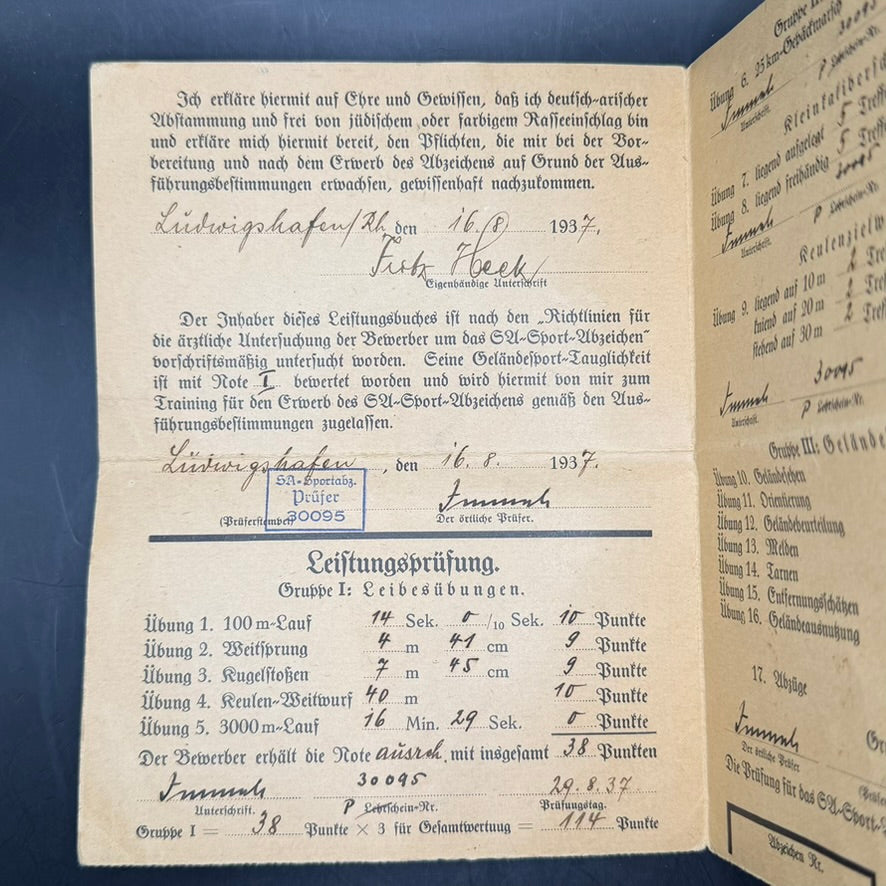 Ich erkläre hiermit auf Ehre und Gewissen, daß ich deutsch-arischer
Abstammung und frei von jüdischem oder farbigem Rasseeinschlag bin
und erkläre mich hiermit bereit, den Pflichten, die mir bei der Vor-
bereitung und nach dem Erwerb des Abzeichens auf Grund der Aus-
führungsbestimmungen erwachsen, gewissenhaft nachzukommen.
Ludwigshafen/Rh. den 16. 8 1937.
Fritz Heck
Eigenhändige Unterschrift
Der Inhaber dieses Leistungsbuches ist nach den „Richtlinien für
die ärztliche Untersuchung der Bewerber um das SA-Sport-Abzeichen“
vorschriftsmäßig untersucht worden. Seine Geländesport-Tauglichkeit
ist mit Note I bewertet worden und wird hiermit von mir zum
Training für den Erwerb des SA-Sport-Abzeichens gemäß den Aus-
führungsbestimmungen zugelassen.
Ludwigshafen, den 16. 8. 1937.
SA-Sportabz.
Prüfer
30095
(Prüferstempel) Der örtliche Prüfer.
Leistungsprüfung.
Gruppe I: Leibesübungen.
Übung 1. 100 m-Lauf 14 Sek. 0/10 Sek. 10 Punkte
Übung 2. Weitsprung 4 m 41 cm 9 Punkte
Übung 3. Kugelstoßen 7 m 45 cm 9 Punkte
Übung 4. Keulen-Weitwurf 40 m 10 Punkte
Übung 5. 3000 m-Lauf 16 Min. 29 Sek. 0 Punkte
Der Bewerber erhält die Note ausreh. mit insgesamt 38 Punkten
30095 29.8.37
Unterschrift. P Lehrschein-Nr. Prüfungstag.
Gruppe I = 38 Punkte × 3 für Gesamtwertung = 114 Punkte
30095
Übung 6. 25 km-Gepäckmarsch
Unterschrift. P Lehrschein-Nr.
Übung 7. liegend aufgelegt 5
Übung 8. liegend freihändig 5
30095
Unterschrift. P Lehrschein-Nr.
Übung 9. liegend auf 10 m 2
kniend auf 20 m 2
stehend auf 30 m 2
30095
Unterschrift. P Lehrschein-Nr.
Gruppe III: Gelände
Übung 10. Geländesehen
Übung 11. Orientierung
Übung 12. Geländebeurteilung
Übung 13. Melden
Übung 14. Tarnen
Übung 15. Entfernungsschätzen
Übung 16. Geländeausnutzung
17. Abzüge
Der örtliche Prüfer
Die Prüfung für das SA-Sport-
Abzeichen Nr.